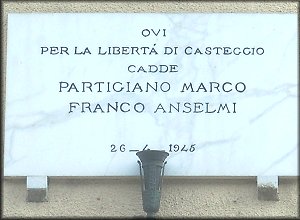 QVI
PER LA LIBERTÁ DI CASTEGGIO
CADDE
PARTIGIANO MARCO
FRANCO ANSELMI
26-4-1945